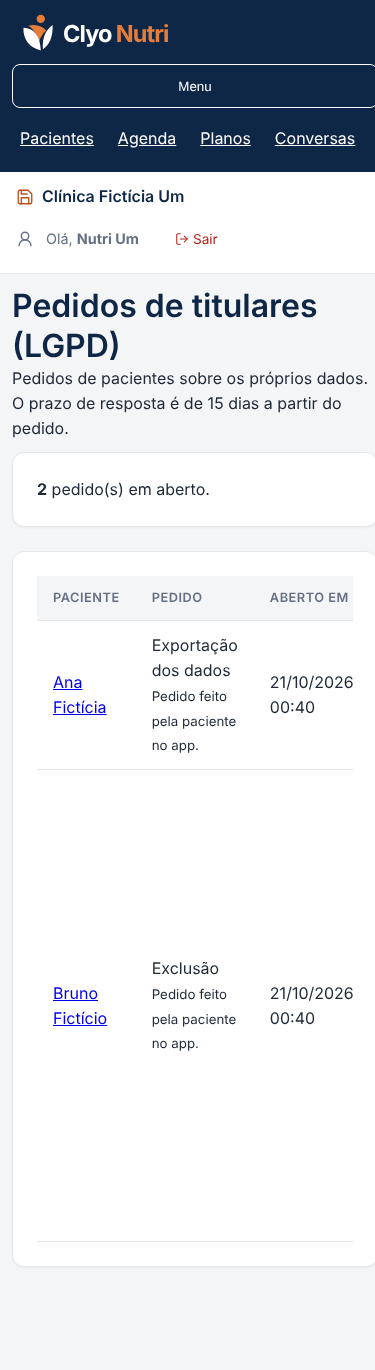 Clyo Nutri
Menu
Pacientes Agenda Planos Conversas
Clínica Fictícia Um
Olá, Nutri Um Sair
Pedidos de titulares
(LGPD)
Pedidos de pacientes sobre os próprios dados.
O prazo de resposta é de 15 dias a partir do
pedido.
2 pedido(s) em aberto.
PACIENTE PEDIDO ABERTO EM
Ana
Fictícia
Exportação
dos dados
Pedido feito
pela paciente
no app.
21/10/2026
00:40
Bruno
Fictício
Exclusão
Pedido feito
pela paciente
no app.
21/10/2026
00:40